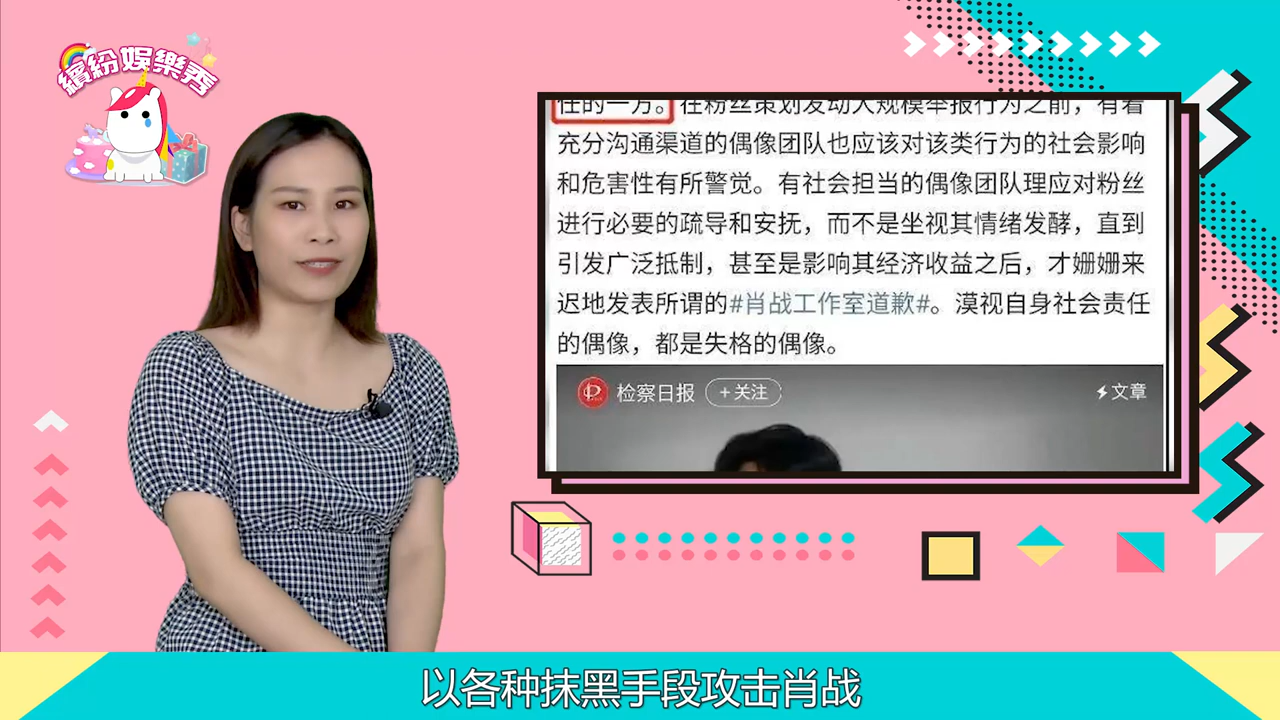 繽紛娛樂秀
任的一方。在粉丝策划发动大规模举报行为之前，有着
充分沟通渠道的偶像团队也应该对该类行为的社会影响
和危害性有所警觉。有社会担当的偶像团队理应对粉丝
进行必要的疏导和安抚，而不是坐视其情绪发酵，直到
引发广泛抵制，甚至是影响其经济收益之后，才姗姗来
迟地发表所谓的#肖战工作室道歉#。漠视自身社会责任
的偶像，都是失格的偶像。
检察日报 +关注
文章
以各种抹黑手段攻击肖战